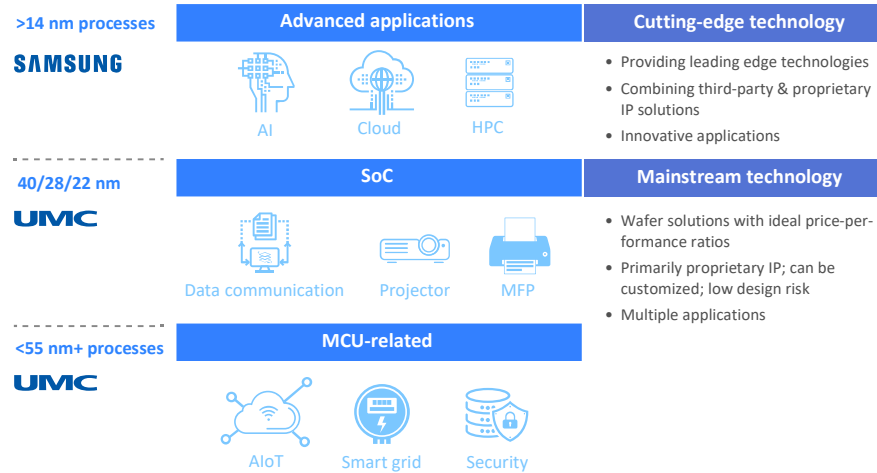 >14 nm processes
SAMSUNG
Advanced applications
AI
Cloud
HPC
Cutting-edge technology
• Providing leading edge technologies
• Combining third-party & proprietary
IP solutions
• Innovative applications
40/28/22 nm
UMC
SoC
Data communication
Projector
MFP
Mainstream technology
• Wafer solutions with ideal price-per-
formance ratios
• Primarily proprietary IP; can be
customized; low design risk
• Multiple applications
<55 nm+ processes
UMC
MCU-related
AIoT
Smart grid
Security